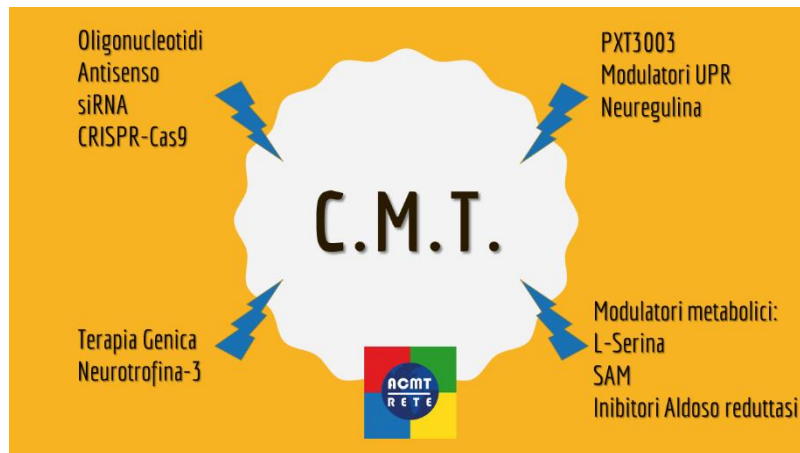 Oligonucleotidi
Antisenso
siRNA
CRISPR-Cas9
PXT3003
Modulatori UPR
Neuregulina
C.M.T.
Terapia Genica
Neurotrofina-3
Modulatori metabolici:
L-Serina
SAM
Inibitori Aldoso reduttasi
ACMT
RETE